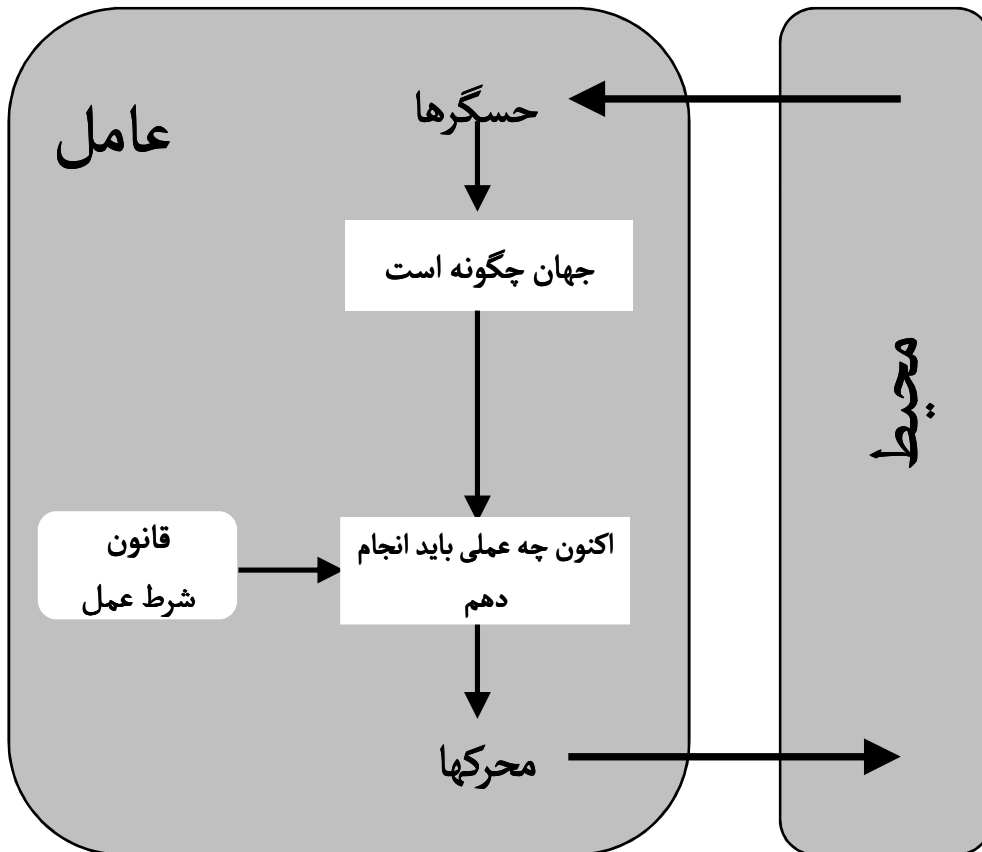 حسگرها
عامل
جهان چگونه است
محیط
قانون
شرط عمل
اکنون چه عملی باید انجام
دهم
محرکها